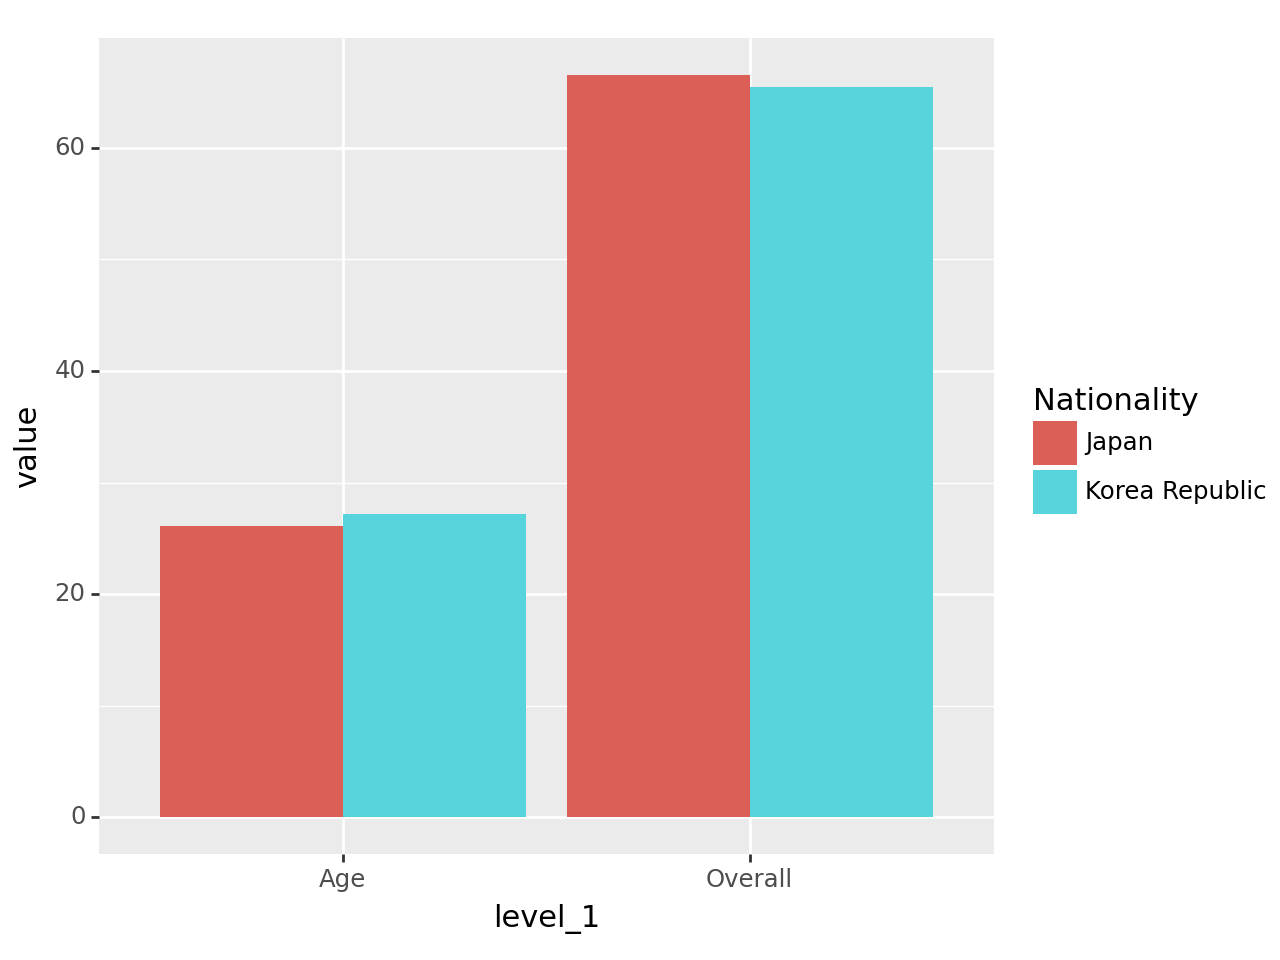 60
40
20
0
value
Age
Overall
level_1
Nationality
Japan
Korea Republic